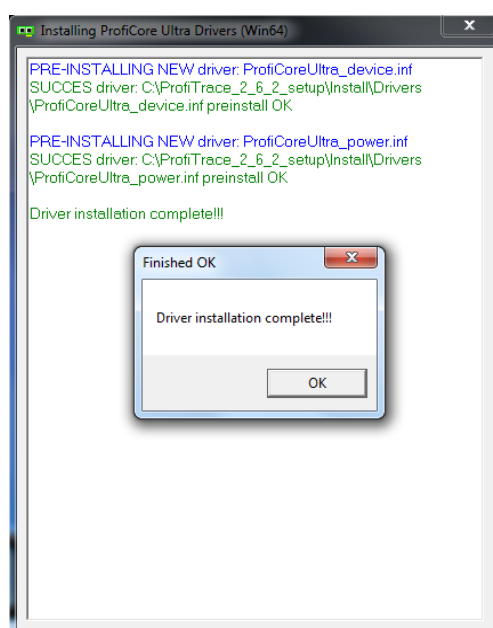 Installing ProfiCore Ultra Drivers (Win64)
PRE-INSTALLING NEW driver: ProfiCoreUltra_device.inf
SUCCES driver: C:\ProfiTrace_2_6_2_setup\Install\Drivers
\ProfiCoreUltra_device.inf preinstall OK
PRE-INSTALLING NEW driver: ProfiCoreUltra_power.inf
SUCCES driver: C:\ProfiTrace_2_6_2_setup\Install\Drivers
\ProfiCoreUltra_power.inf preinstall OK
Driver installation complete!!!
Finished OK
Driver installation complete!!!
OK